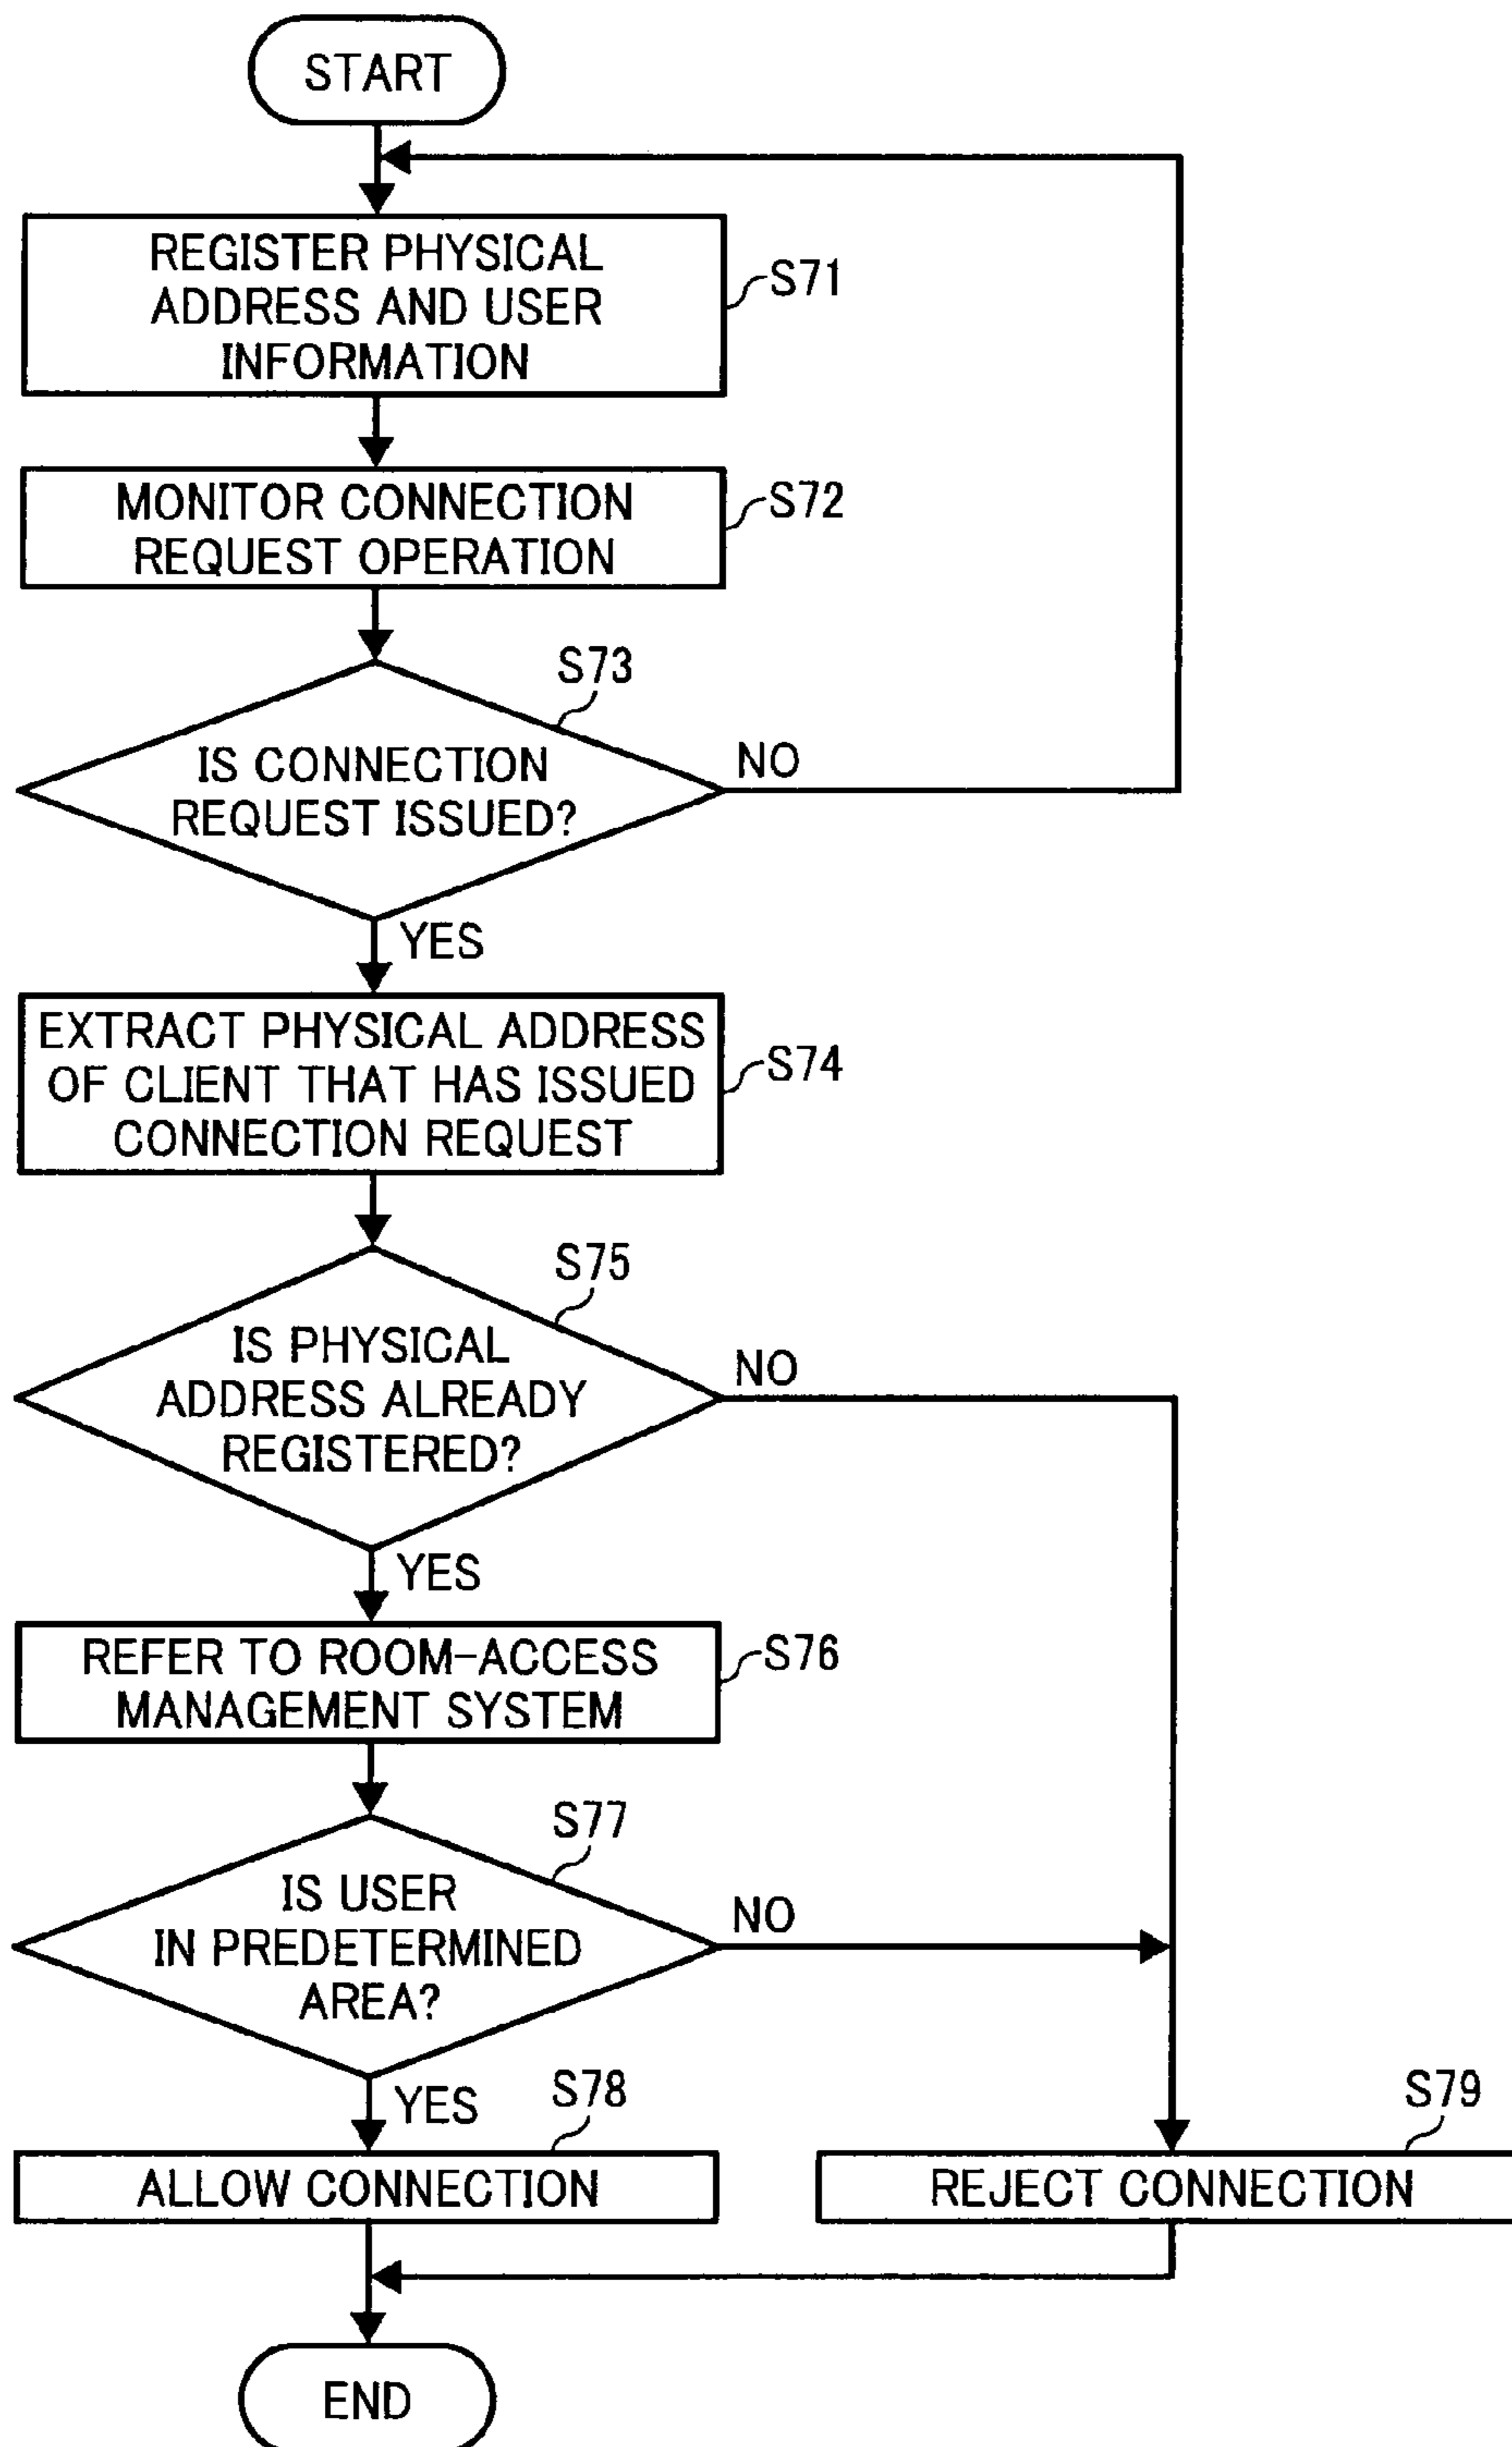 START
REGISTER PHYSICAL
ADDRESS AND USER
INFORMATION
S71
MONITOR CONNECTION
REQUEST OPERATION
S72
S73
IS CONNECTION
REQUEST ISSUED?
NO
YES
EXTRACT PHYSICAL ADDRESS
OF CLIENT THAT HAS ISSUED
CONNECTION REQUEST
S74
S75
IS PHYSICAL
ADDRESS ALREADY
REGISTERED?
NO
YES
REFER TO ROOM-ACCESS
MANAGEMENT SYSTEM
S76
S77
IS USER
IN PREDETERMINED
AREA?
NO
YES
S78
ALLOW CONNECTION
S79
REJECT CONNECTION
END